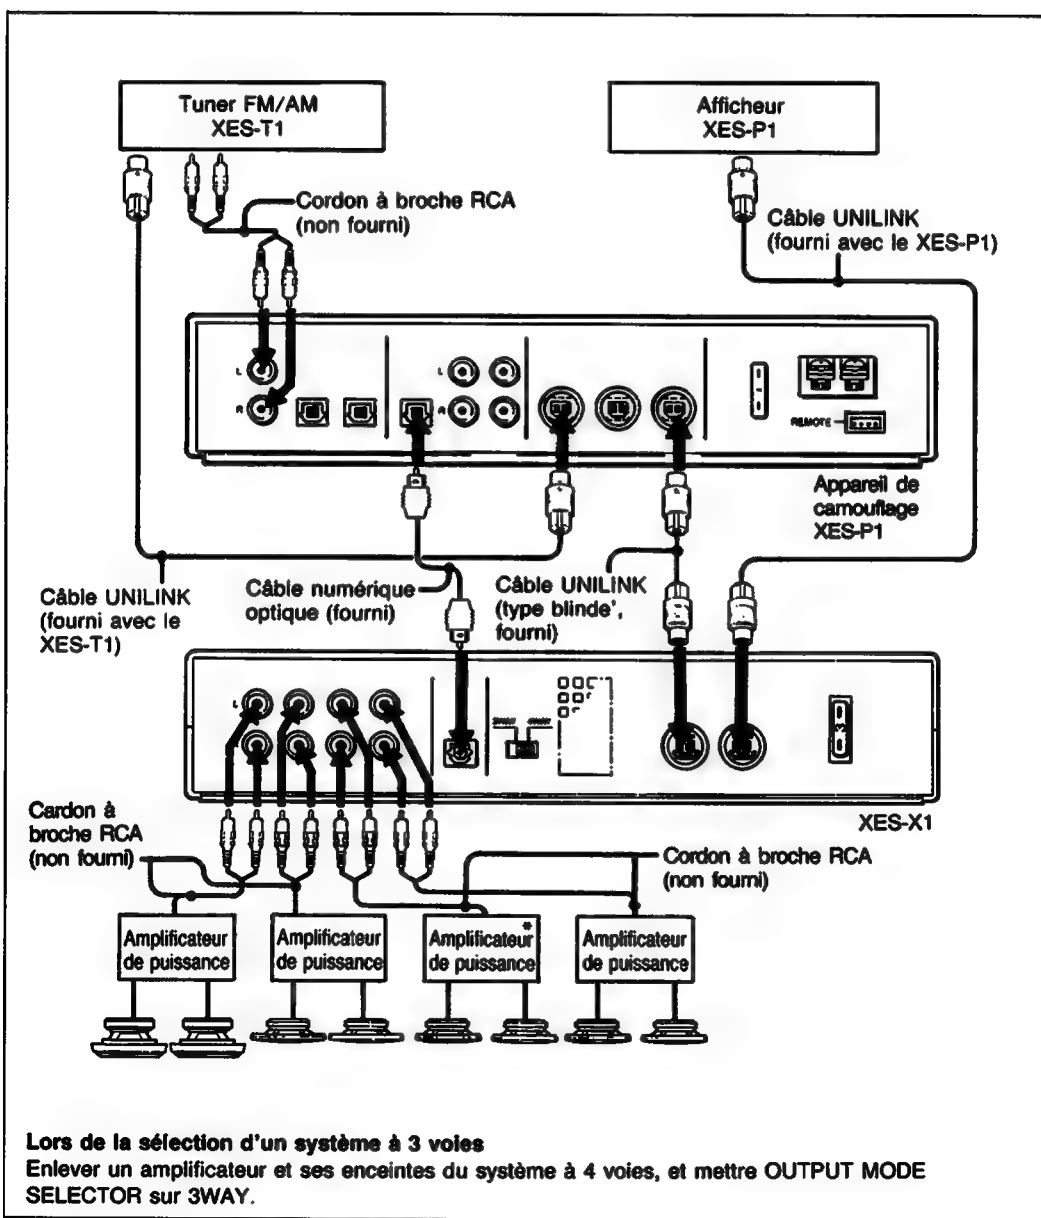 Tuner FM/AM
XES-T1
Afficheur
XES-P1
Cordon à broche RCA
(non fourni)
Câble UNILINK
(fourni avec le XES-P1)
L
R
L
R
REMOTE
Appareil de
camouflage
XES-P1
Câble UNILINK
(fourni avec le
XES-T1)
Câble numérique
optique (fourni)
Câble UNILINK
(type blinde',
fourni)
L
XES-X1
Cardon à
broche RCA
(non fourni)
Cordon à broche RCA
(non fourni)
Amplificateur
de puissance
Amplificateur
de puissance
Amplificateur*
de puissance
Amplificateur
de puissance
Lors de la sélection d'un système à 3 voies
Enlever un amplificateur et ses enceintes du système à 4 voies, et mettre OUTPUT MODE
SELECTOR sur 3WAY.